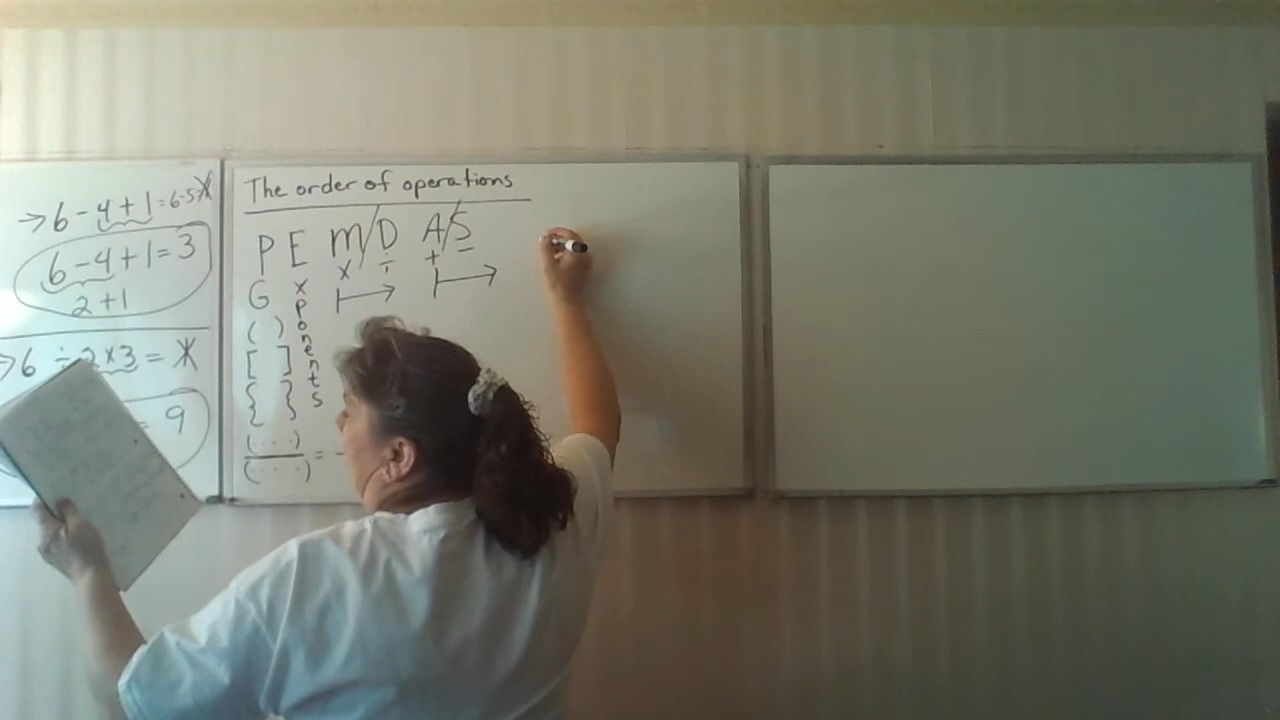 → 6 - 4 + 1 = 6-5
6 - 4 + 1 = 3
2 + 1
→ 6 ÷ 2 x 3 =
= 9
The order of operations
P E M/D A/S
x ÷ + -
G xponents
( )
[ ]
{ }
(...)
(...) =